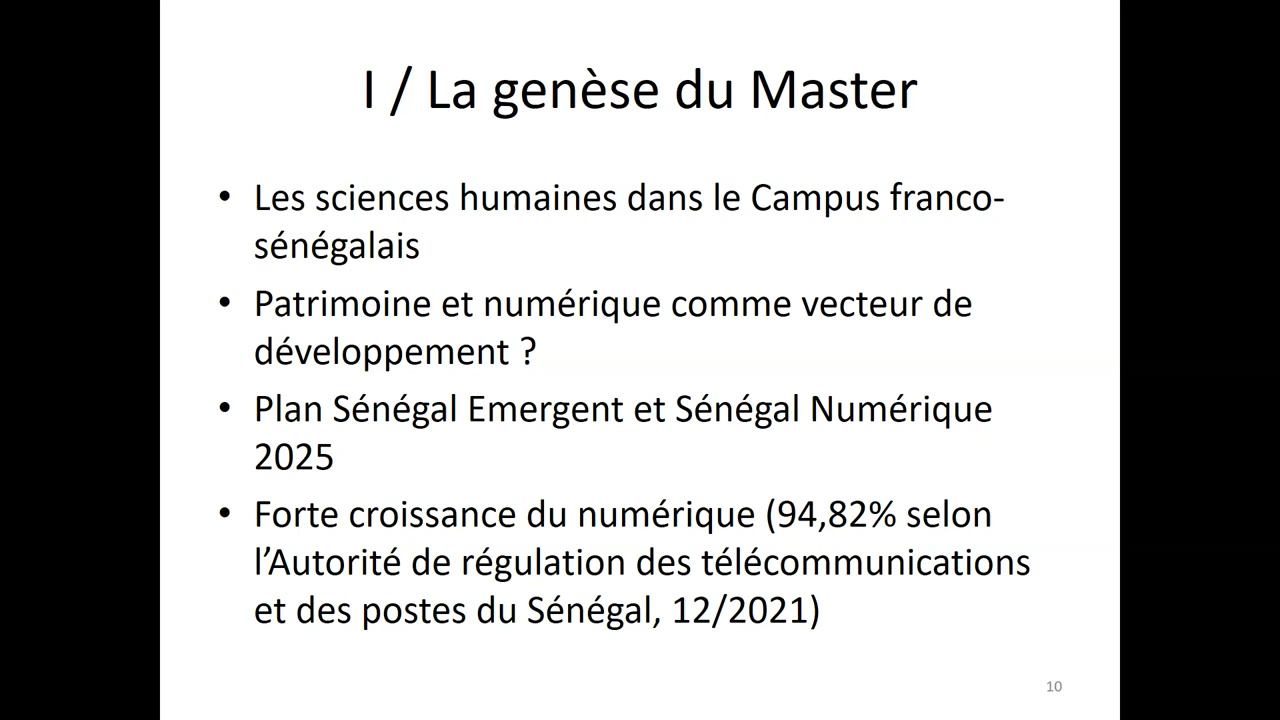 I / La genèse du Master
• Les sciences humaines dans le Campus franco-
sénégalais
• Patrimoine et numérique comme vecteur de
développement ?
• Plan Sénégal Emergent et Sénégal Numérique
2025
• Forte croissance du numérique (94,82% selon
l’Autorité de régulation des télécommunications
et des postes du Sénégal, 12/2021)
10